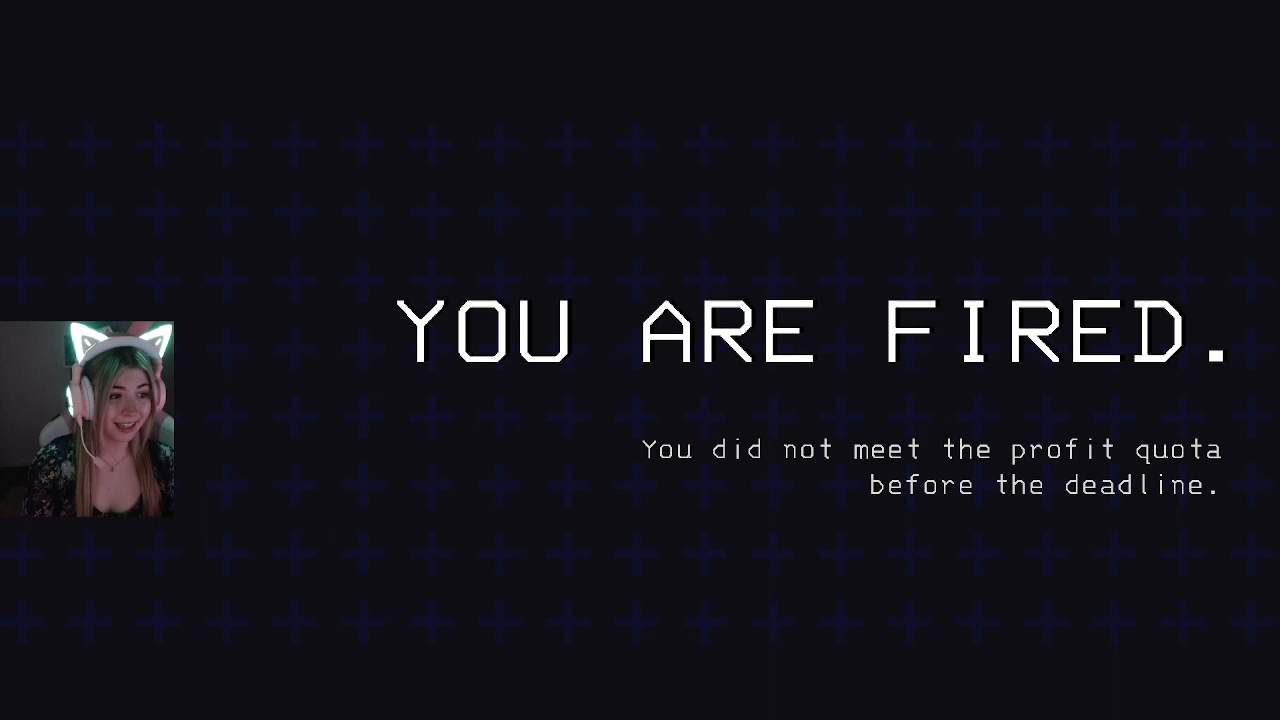 YOU ARE FIRED.
You did not meet the profit quota
before the deadline.